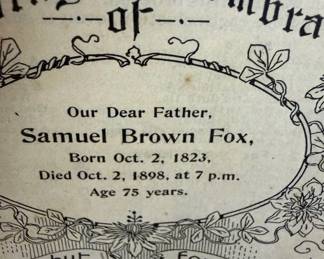 of
Our Dear Father,
Samuel Brown Fox,
Born Oct. 2, 1823,
Died Oct. 2, 1898, at 7 p.m.
Age 75 years.